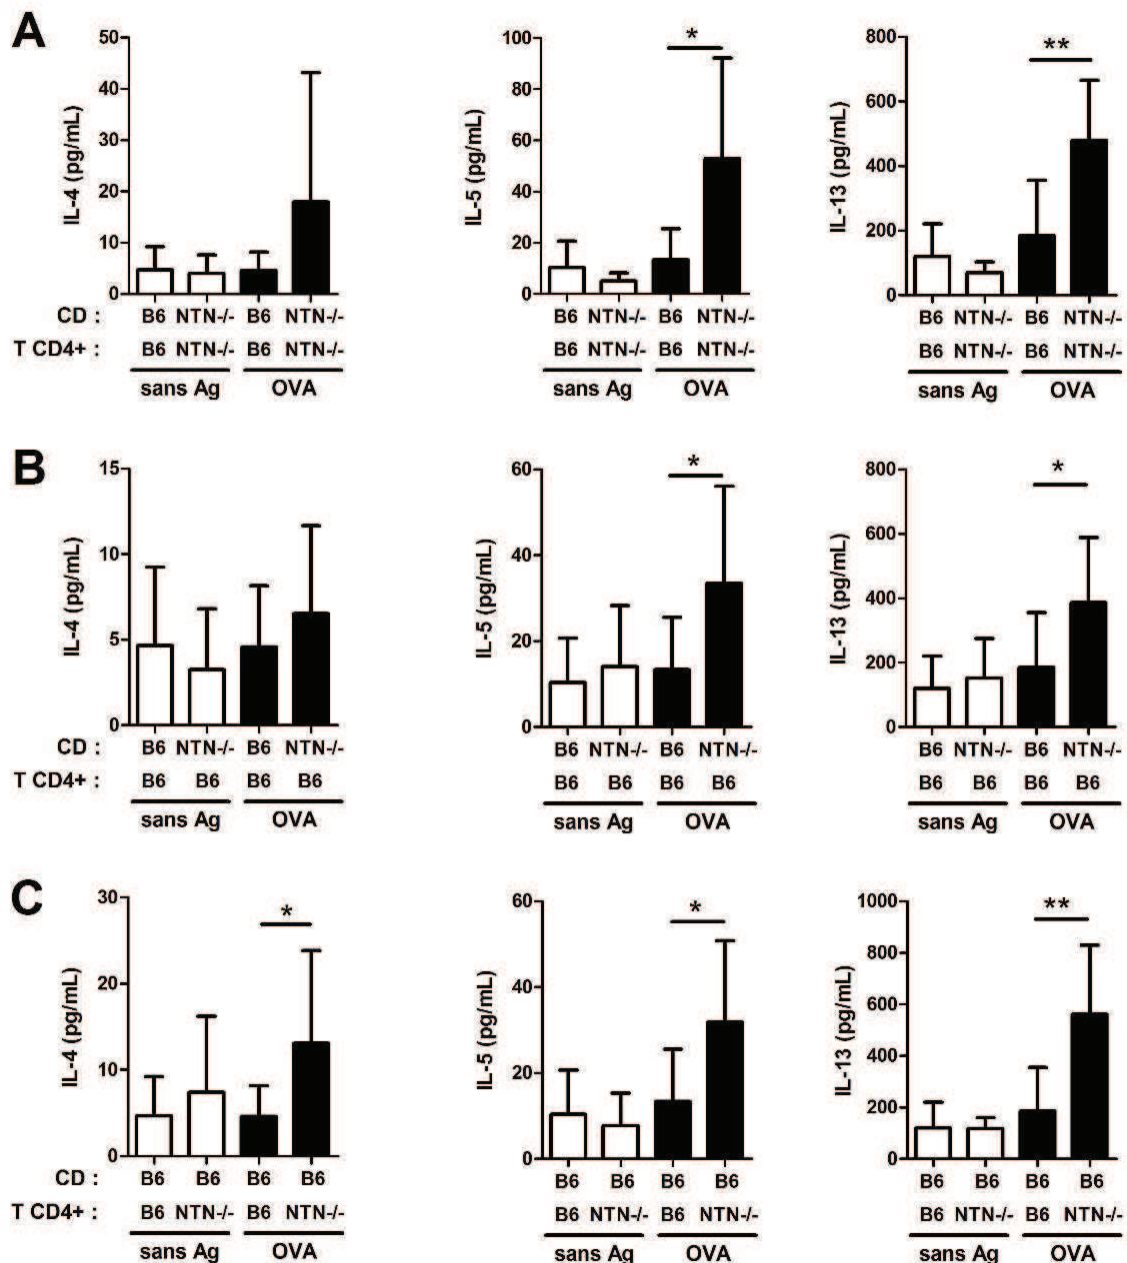 A
50
40
30
20
10
0
IL-4 (pg/mL)
100
80
60
40
20
0
IL-5 (pg/mL)
*
800
600
400
200
0
IL-13 (pg/mL)
**
CD : B6 NTN-/- B6 NTN-/- B6 NTN-/- B6 NTN-/- B6 NTN-/- B6 NTN-/-
T CD4+ : B6 NTN-/- B6 NTN-/- B6 NTN-/- B6 NTN-/- B6 NTN-/- B6 NTN-/-
sans Ag OVA sans Ag OVA sans Ag OVA
B
15
10
5
0
IL-4 (pg/mL)
60
40
20
0
IL-5 (pg/mL)
*
800
600
400
200
0
IL-13 (pg/mL)
*
CD : B6 NTN-/- B6 NTN-/- B6 NTN-/- B6 NTN-/- B6 NTN-/- B6 NTN-/-
T CD4+ : B6 B6 B6 B6 B6 B6 B6 B6 B6 B6 B6 B6
sans Ag OVA sans Ag OVA sans Ag OVA
C
30
20
10
0
IL-4 (pg/mL)
*
60
40
20
0
IL-5 (pg/mL)
*
1000
800
600
400
200
0
IL-13 (pg/mL)
**
CD : B6 B6 B6 B6 B6 B6 B6 B6 B6 B6 B6 B6
T CD4+ : B6 NTN-/- B6 NTN-/- B6 NTN-/- B6 NTN-/- B6 NTN-/- B6 NTN-/-
sans Ag OVA sans Ag OVA sans Ag OVA